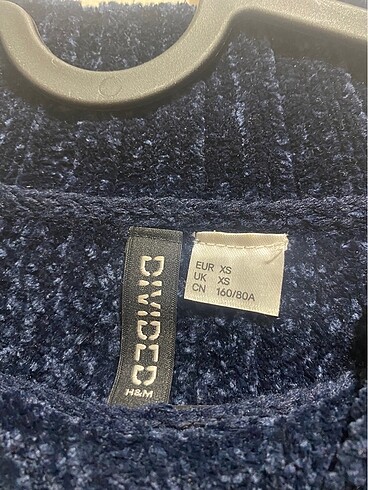 DIVIDED
H&M
EUR XS
UK XS
CN 160/80A